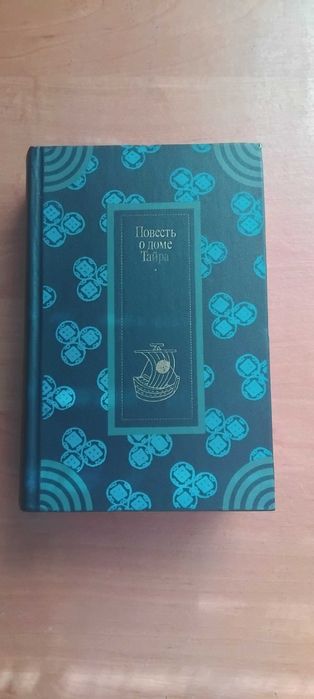 Повесть
о доме
Тайра